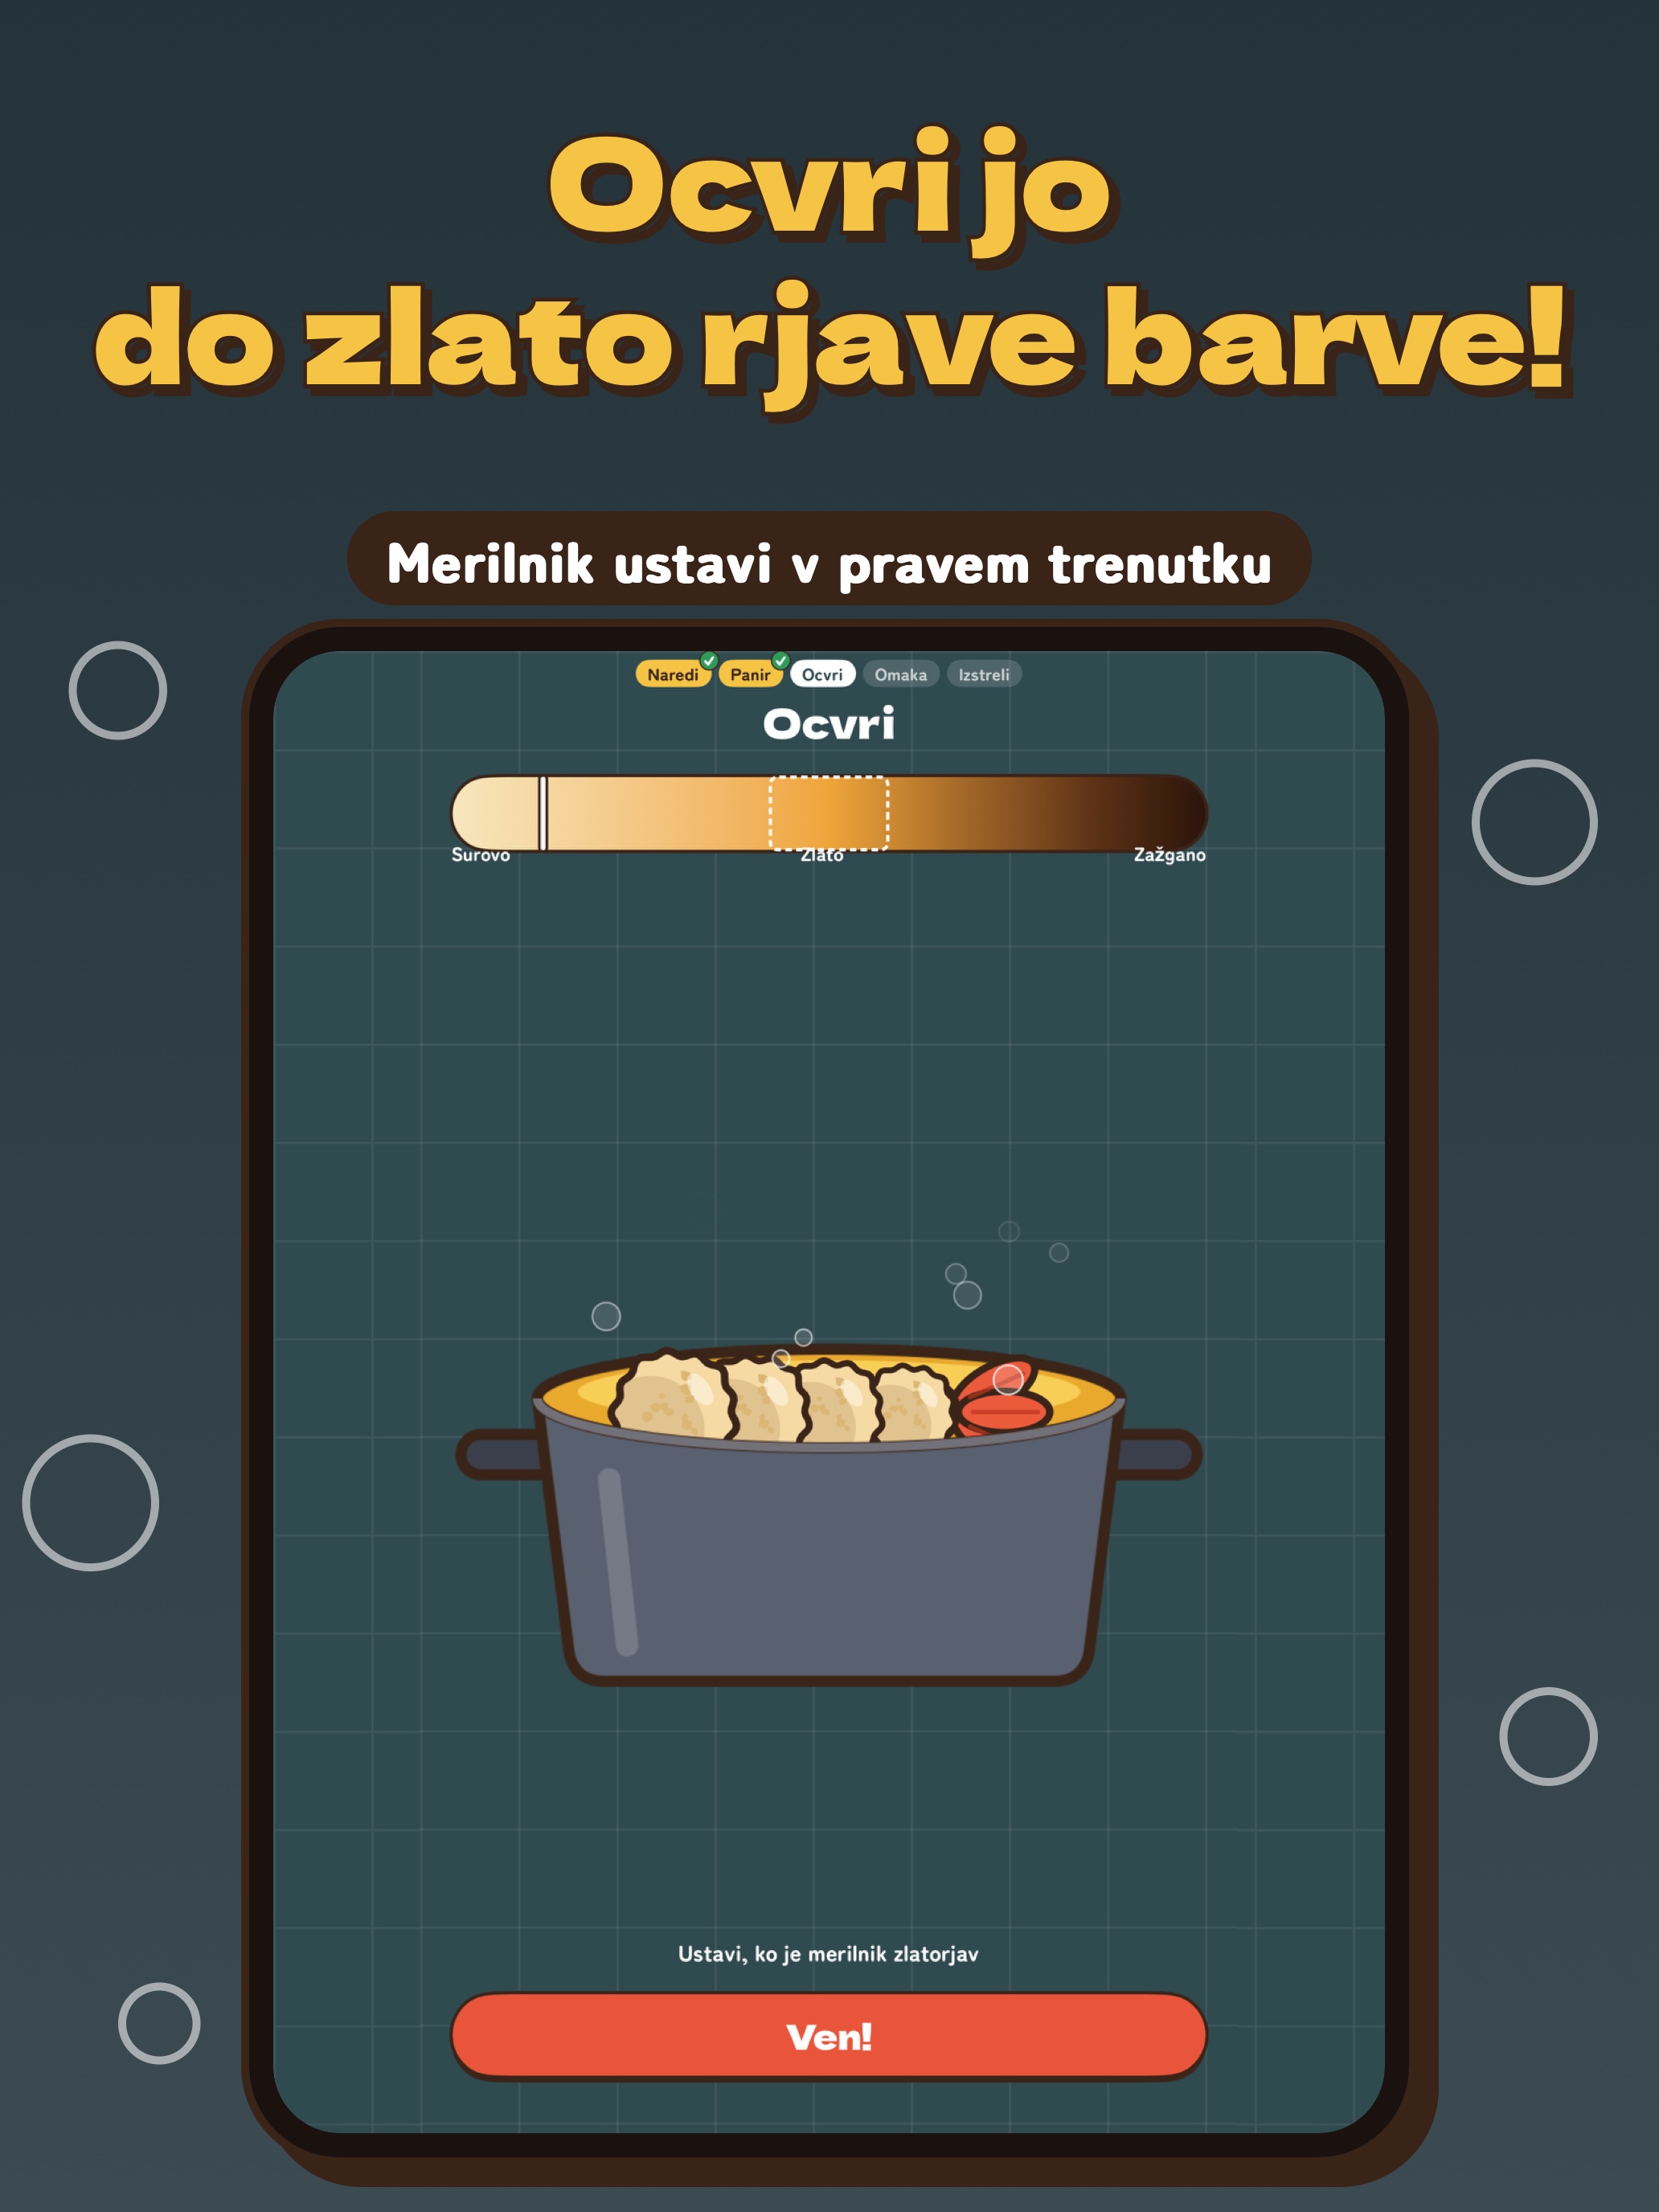 Ocvri jo
do zlato rjave barve!
Merilnik ustavi v pravem trenutku
Naredi Panir Ocvri Omaka Izstreli
Ocvri
Surovo Zlato Zažgano
Ustavi, ko je merilnik zlatorjav
Ven!